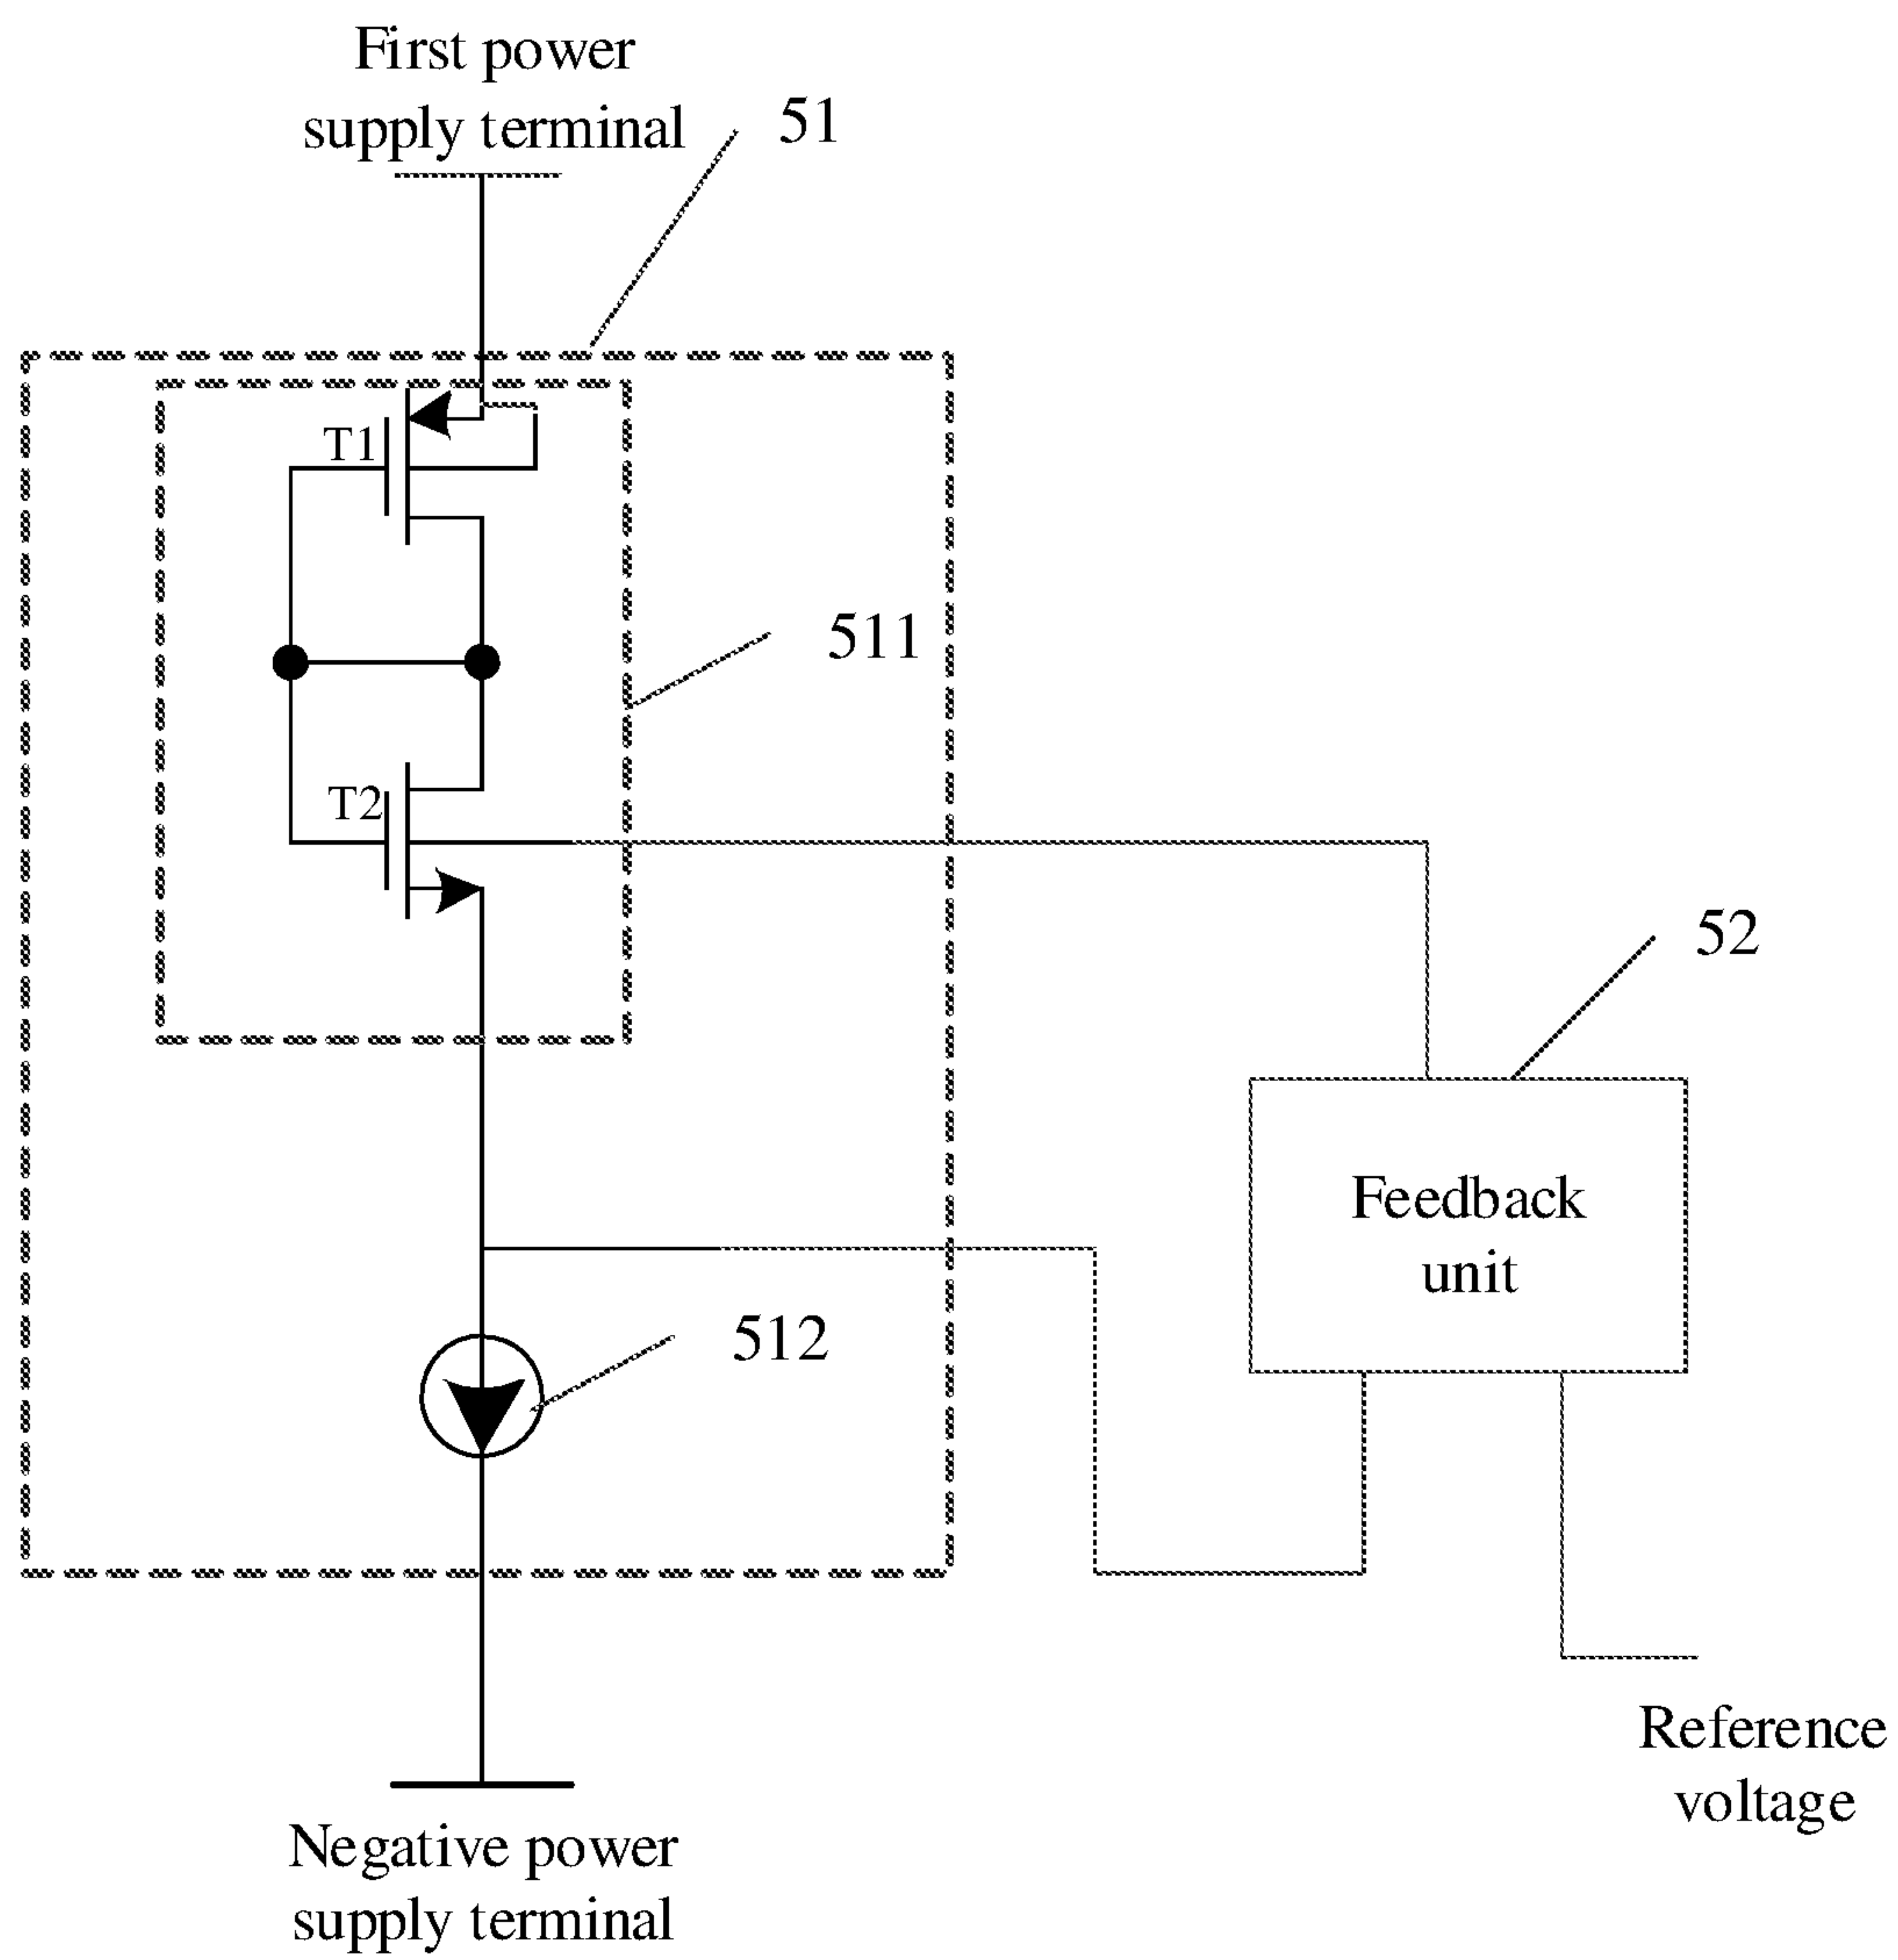 First power
supply terminal
51
T1
511
T2
52
Feedback
unit
512
Reference
voltage
Negative power
supply terminal